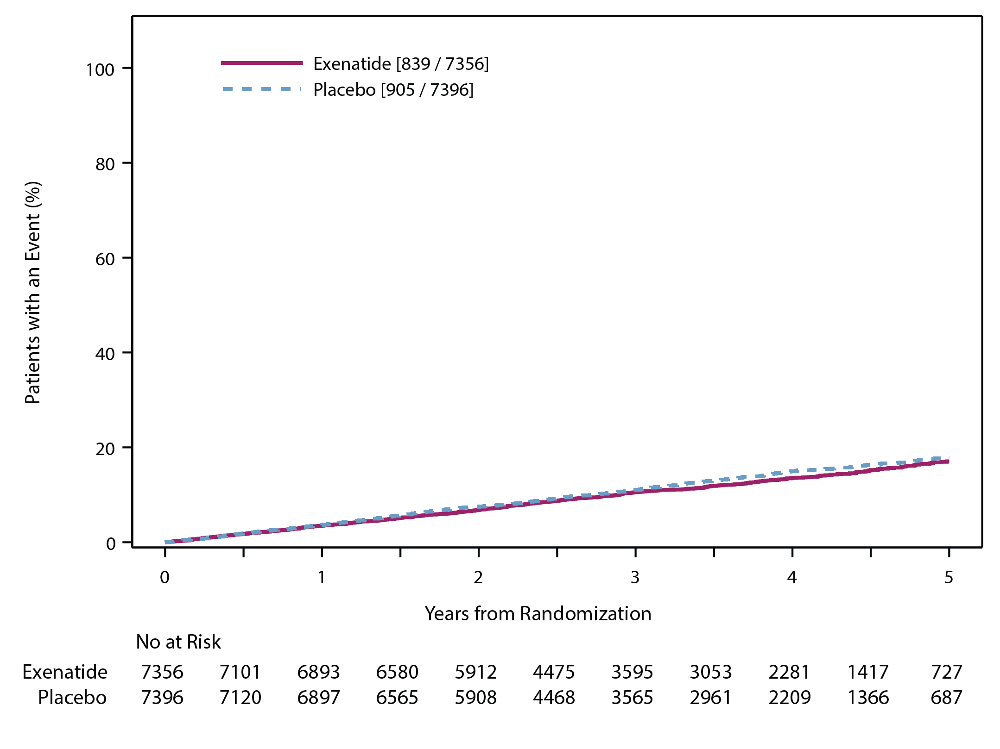 Exenatide [839 / 7356]
Placebo [905 / 7396]
Patients with an Event (%)
100
80
60
40
20
0
0 1 2 3 4 5
Years from Randomization
No at Risk
Exenatide 7356 7101 6893 6580 5912 4475 3595 3053 2281 1417 727
Placebo 7396 7120 6897 6565 5908 4468 3565 2961 2209 1366 687